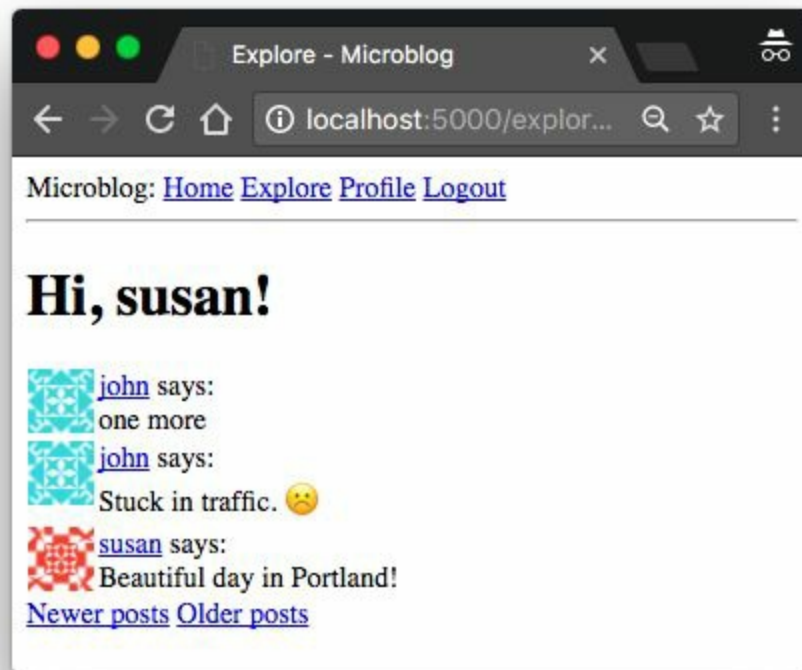 Explore - Microblog
localhost:5000/explor...
Microblog: Home Explore Profile Logout
Hi, susan!
john says:
one more
john says:
Stuck in traffic. ☹️
susan says:
Beautiful day in Portland!
Newer posts Older posts